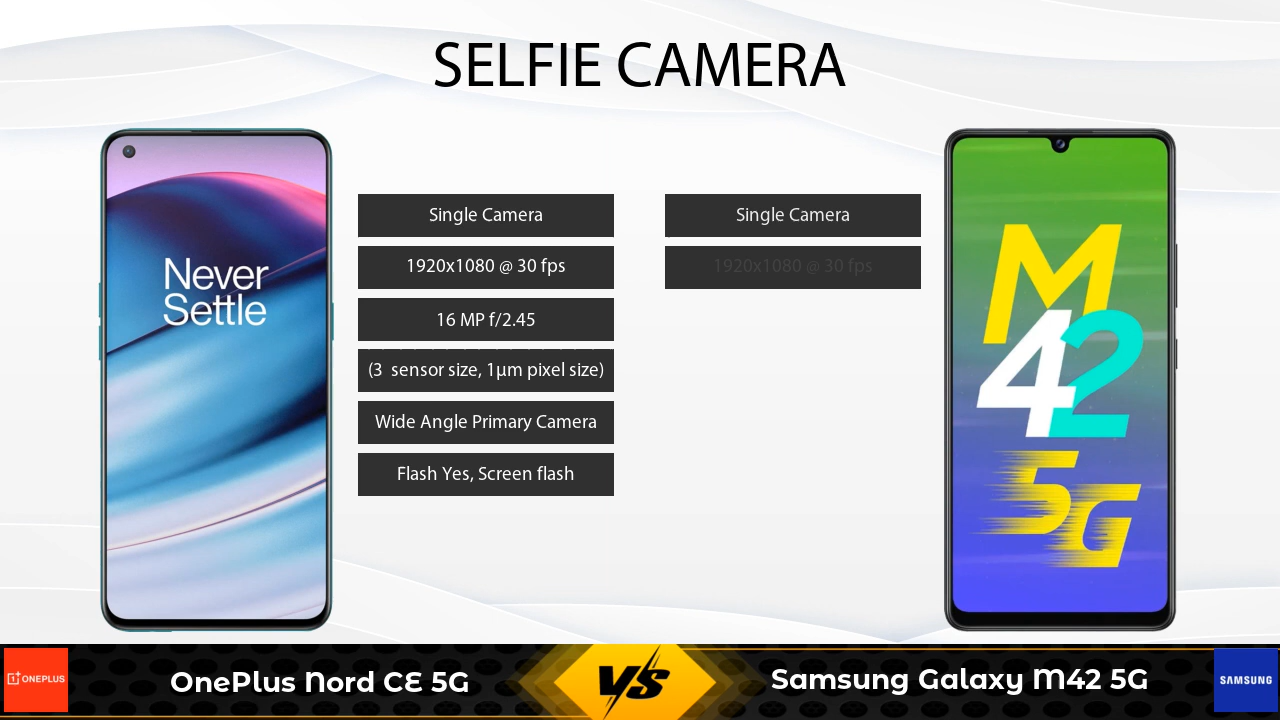 SELFIE CAMERA
Never
Settle
Single Camera
1920x1080 @ 30 fps
16 MP f/2.45
(3 sensor size, 1µm pixel size)
Wide Angle Primary Camera
Flash Yes, Screen flash
Single Camera
1920x1080 @ 30 fps
M
42
5G
ONEPLUS
OnePlus Nord CE 5G
VS
Samsung Galaxy M42 5G
SAMSUNG